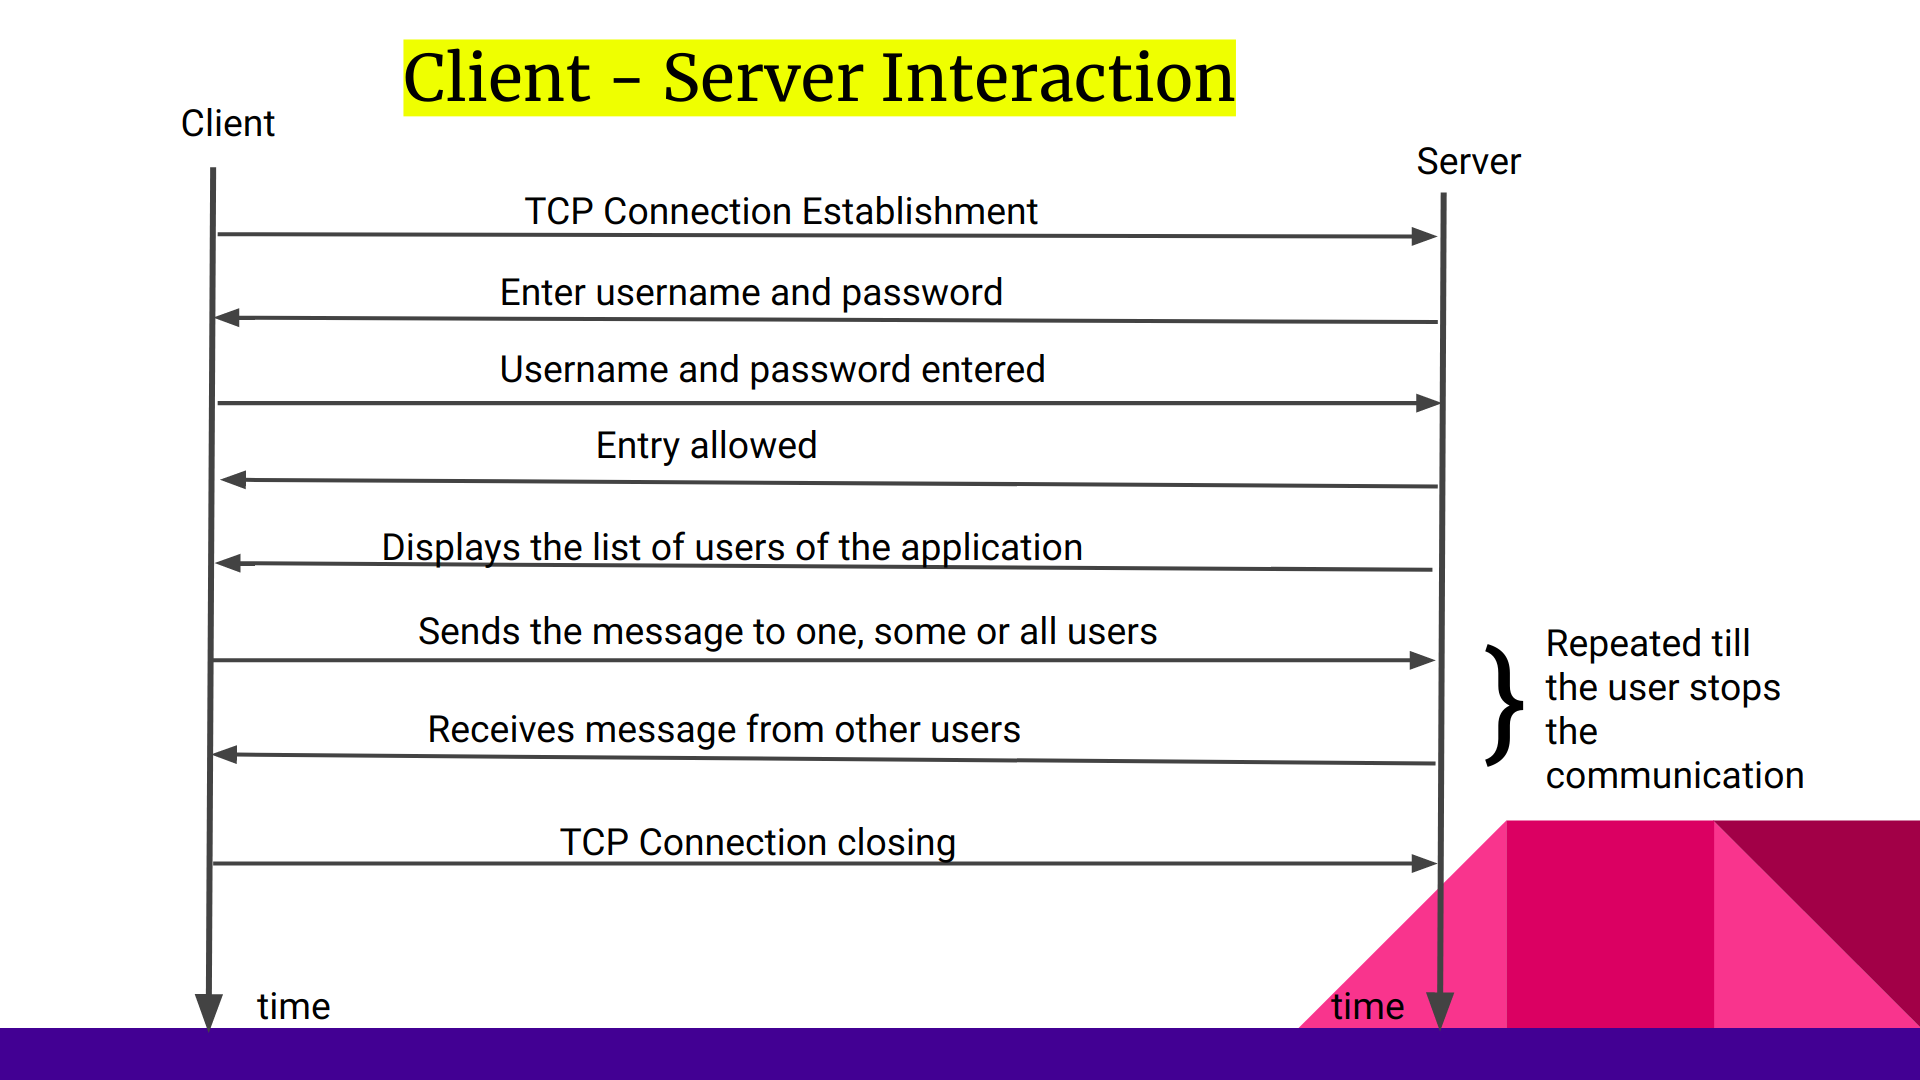 Client - Server Interaction
Client
Server
TCP Connection Establishment
Enter username and password
Username and password entered
Entry allowed
Displays the list of users of the application
Sends the message to one, some or all users
}
Repeated till
the user stops
the
communication
Receives message from other users
TCP Connection closing
time
time